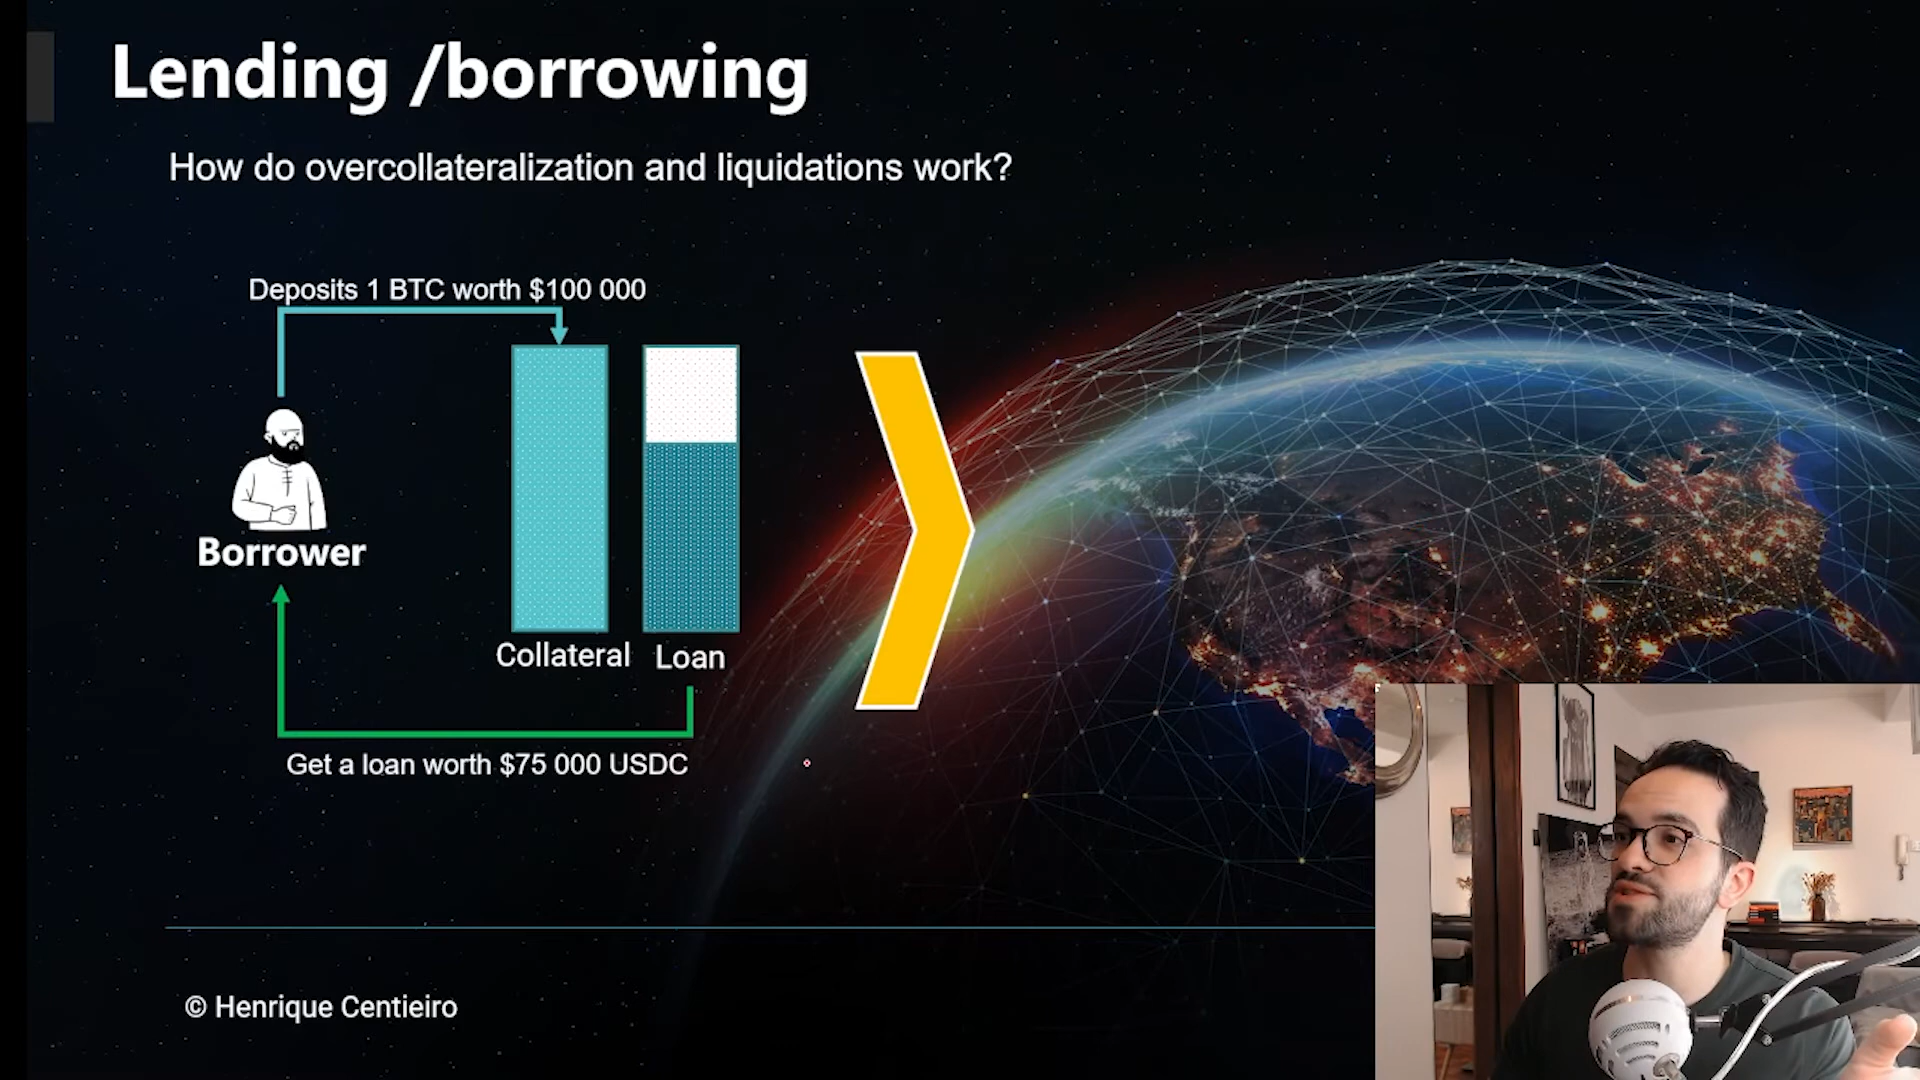 Lending /borrowing
How do overcollateralization and liquidations work?
Deposits 1 BTC worth $100 000
Borrower
Collateral
Loan
Get a loan worth $75 000 USDC
© Henrique Centieiro